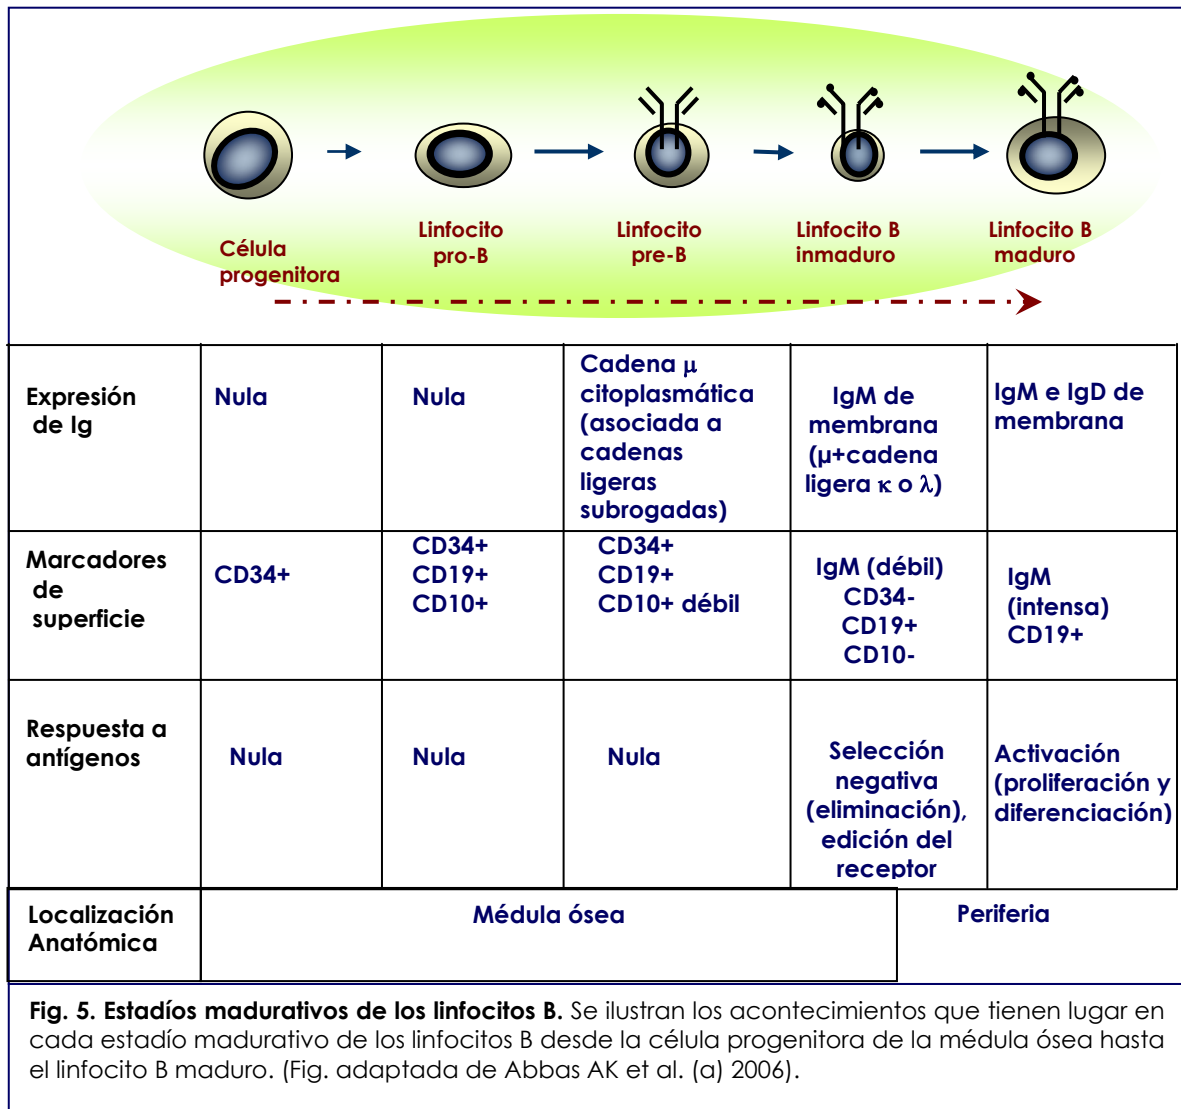 Célula
progenitora
Linfocito
pro-B
Linfocito
pre-B
Linfocito B
inmaduro
Linfocito B
maduro
Expresión
de Ig
Nula
Nula
Cadena μ
citoplasmática
(asociada a
cadenas
ligeras
subrogadas)
IgM de
membrana
(μ+cadena
ligera κ o λ)
IgM e IgD de
membrana
Marcadores
de
superficie
CD34+
CD34+
CD19+
CD10+
CD34+
CD19+
CD10+ débil
IgM (débil)
CD34-
CD19+
CD10-
IgM
(intensa)
CD19+
Respuesta a
antígenos
Nula
Nula
Nula
Selección
negativa
(eliminación),
edición del
receptor
Activación
(proliferación y
diferenciación)
Localización
Anatómica
Médula ósea
Periferia
Fig. 5. Estadíos madurativos de los linfocitos B. Se ilustran los acontecimientos que tienen lugar en
cada estadío madurativo de los linfocitos B desde la célula progenitora de la médula ósea hasta
el linfocito B maduro. (Fig. adaptada de Abbas AK et al. (a) 2006).